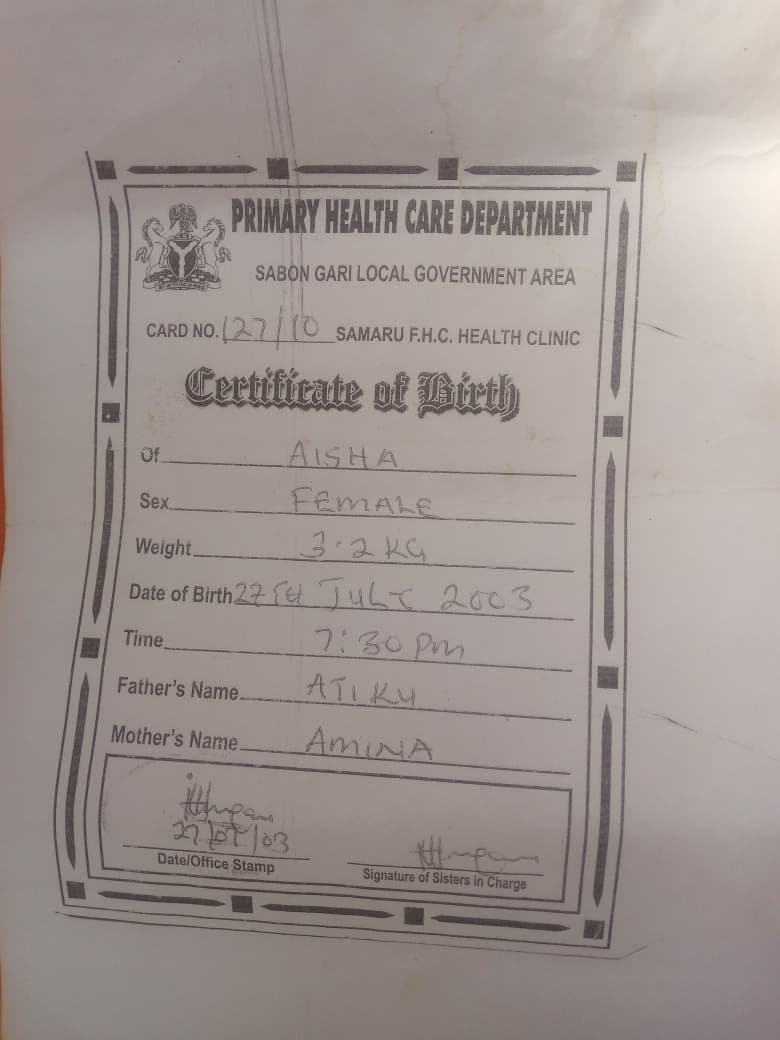 PRIMARY HEALTH CARE DEPARTMENT
SABON GARI LOCAL GOVERNMENT AREA
CARD NO. 127/10 SAMARU F.H.C. HEALTH CLINIC
Certificate of Birth
Of AISHA
Sex FEMALE
Weight 3.2KG
Date of Birth 27TH JULY 2003
Time 7:30 Pm
Father's Name ATIKU
Mother's Name AMINA
27/07/03
Date/Office Stamp
Signature of Sisters in Charge